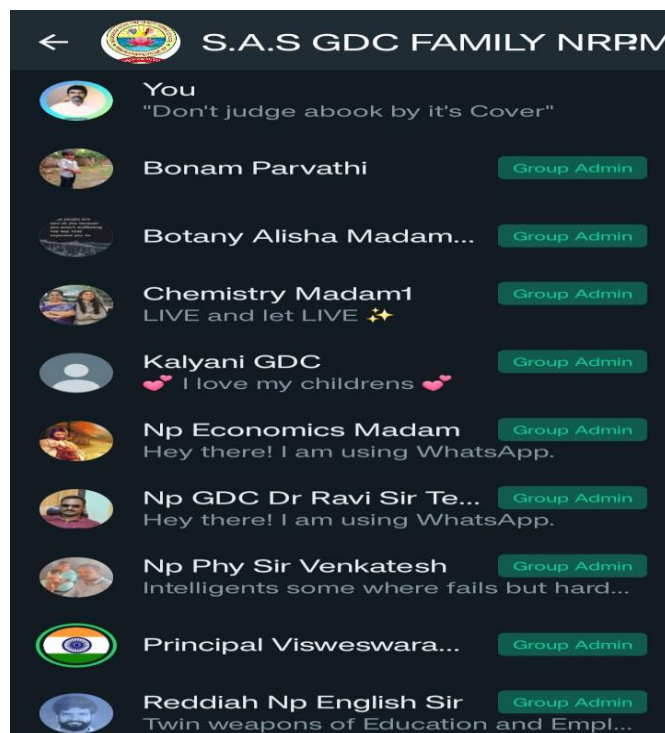 S.A.S GDC FAMILY NRP.M
You
"Don't judge abook by it's Cover"
Bonam Parvathi
Group Admin
Botany Alisha Madam...
Group Admin
Chemistry Madam1
Group Admin
LIVE and let LIVE ✨
Kalyani GDC
Group Admin
💕 I love my childrens 💕
Np Economics Madam
Group Admin
Hey there! I am using WhatsApp.
Np GDC Dr Ravi Sir Te...
Group Admin
Hey there! I am using WhatsApp.
Np Phy Sir Venkatesh
Group Admin
Intelligents some where fails but hard...
Principal Visweswara...
Group Admin
Reddiah Np English Sir
Group Admin
Twin weapons of Education and Empl...